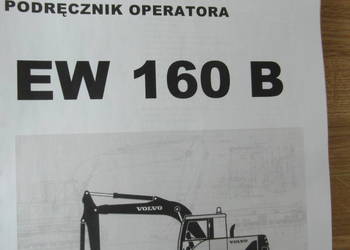 PODRĘCZNIK OPERATORA
EW 160 B
VOLVO
VOLVO